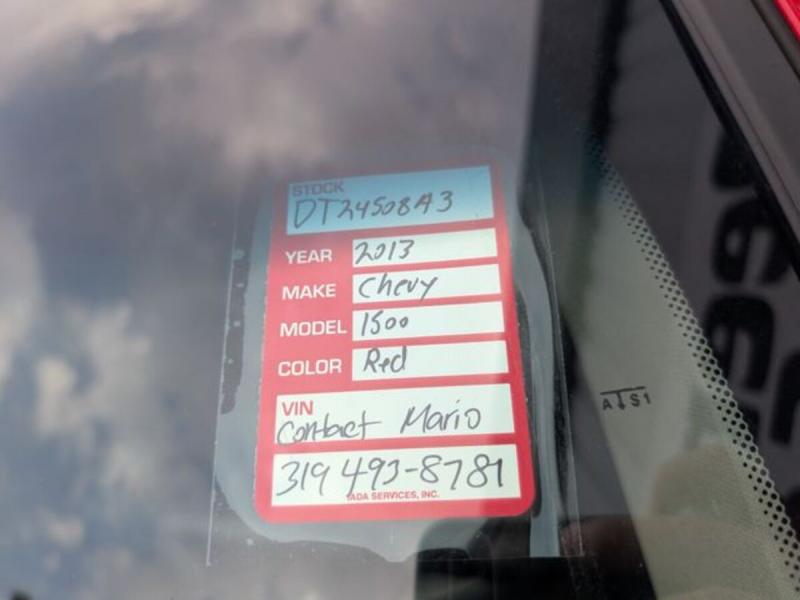 STOCK
DT24508A3
YEAR 2013
MAKE Chevy
MODEL 1500
COLOR Red
VIN
Contact Mario
319 493-8781
IADA SERVICES, INC.
AS1